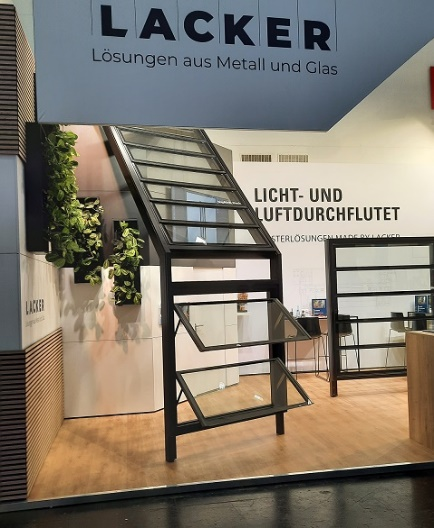 LACKER
Lösungen aus Metall und Glas
LICHT- UND
LUFTDURCHFLUTET
MADE BY LACKER
LACKER